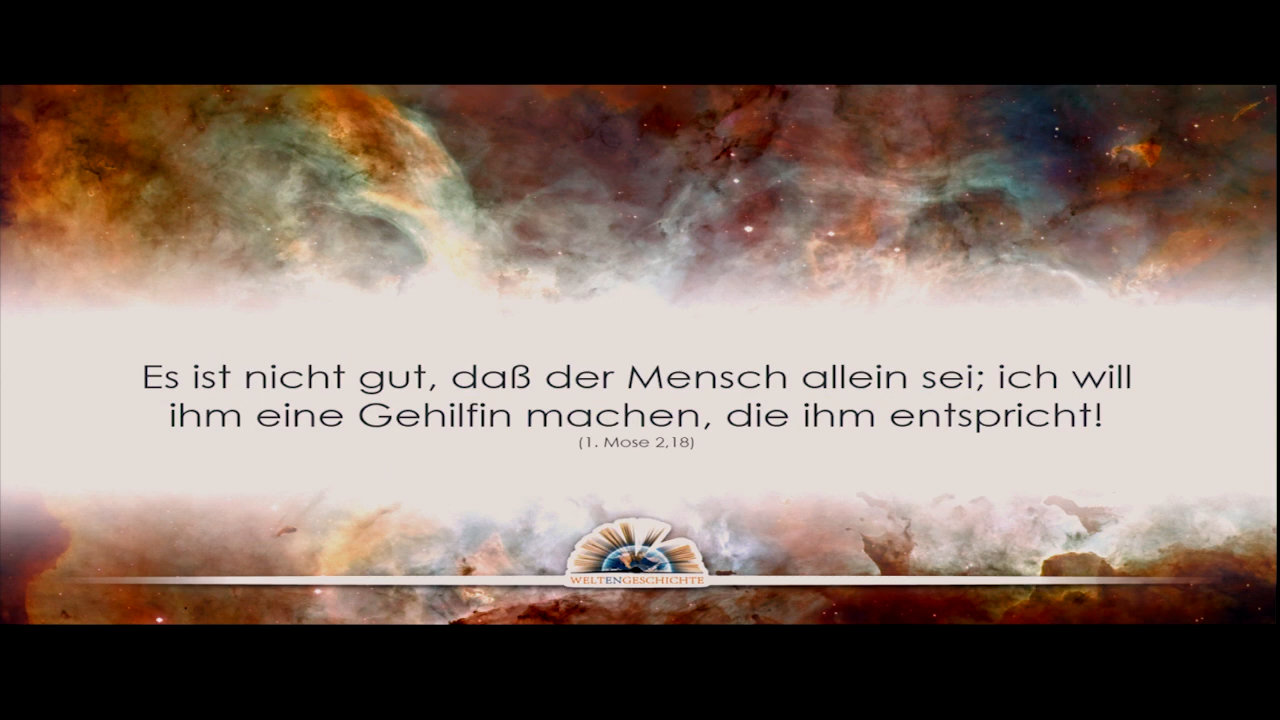 Es ist nicht gut, daß der Mensch allein sei; ich will
ihm eine Gehilfin machen, die ihm entspricht!
(1. Mose 2,18)
WELTENGESCHICHTE